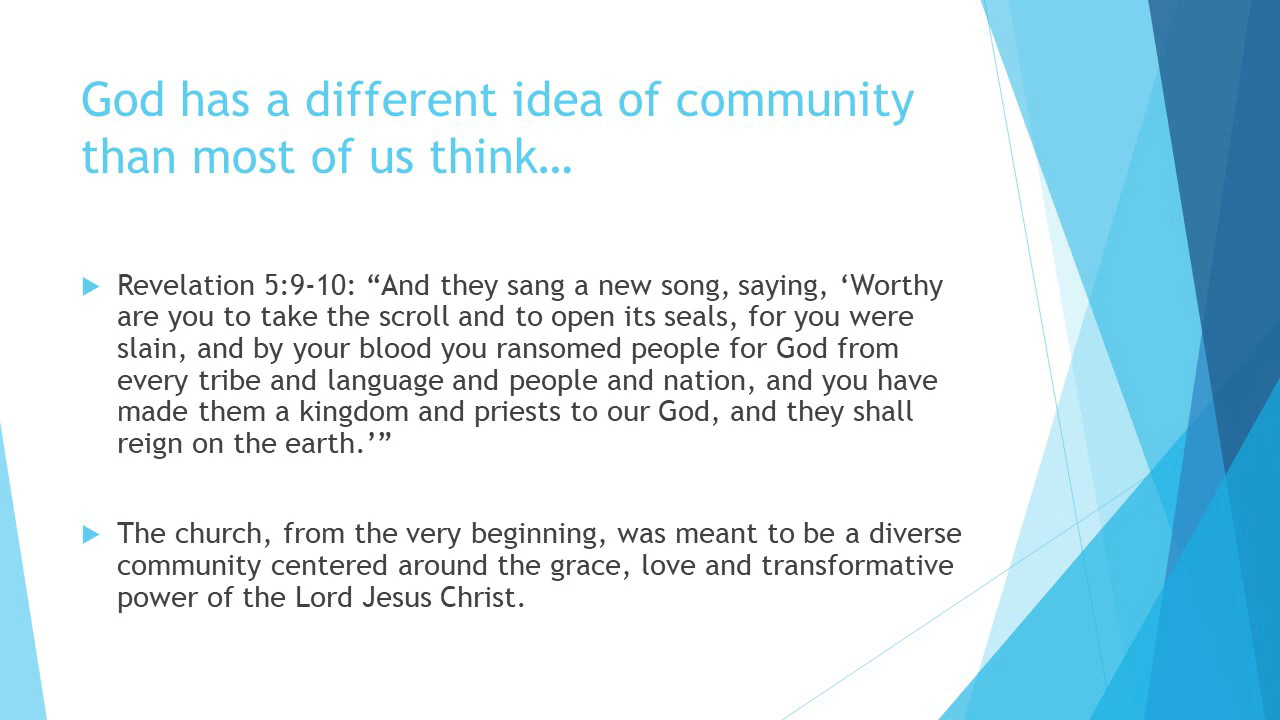 God has a different idea of community
than most of us think…
Revelation 5:9-10: “And they sang a new song, saying, ‘Worthy
are you to take the scroll and to open its seals, for you were
slain, and by your blood you ransomed people for God from
every tribe and language and people and nation, and you have
made them a kingdom and priests to our God, and they shall
reign on the earth.’”
The church, from the very beginning, was meant to be a diverse
community centered around the grace, love and transformative
power of the Lord Jesus Christ.